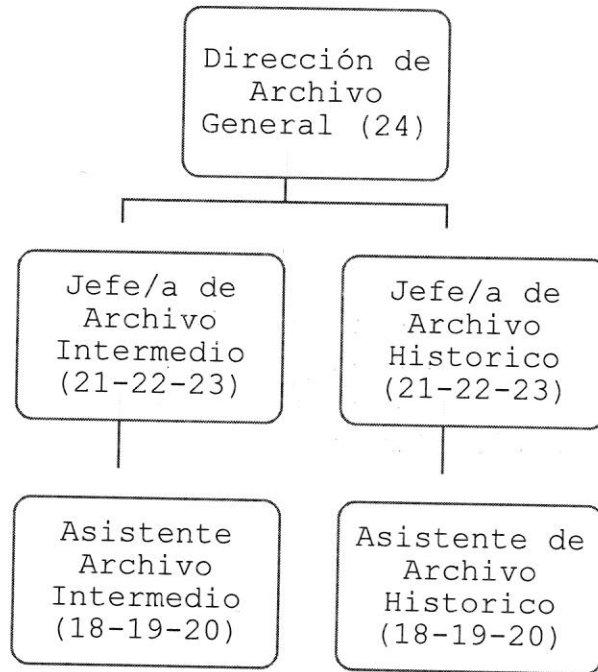 Dirección de
Archivo
General (24)
Jefe/a de
Archivo
Intermedio
(21-22-23)
Jefe/a de
Archivo
Historico
(21-22-23)
Asistente
Archivo
Intermedio
(18-19-20)
Asistente de
Archivo
Historico
(18-19-20)